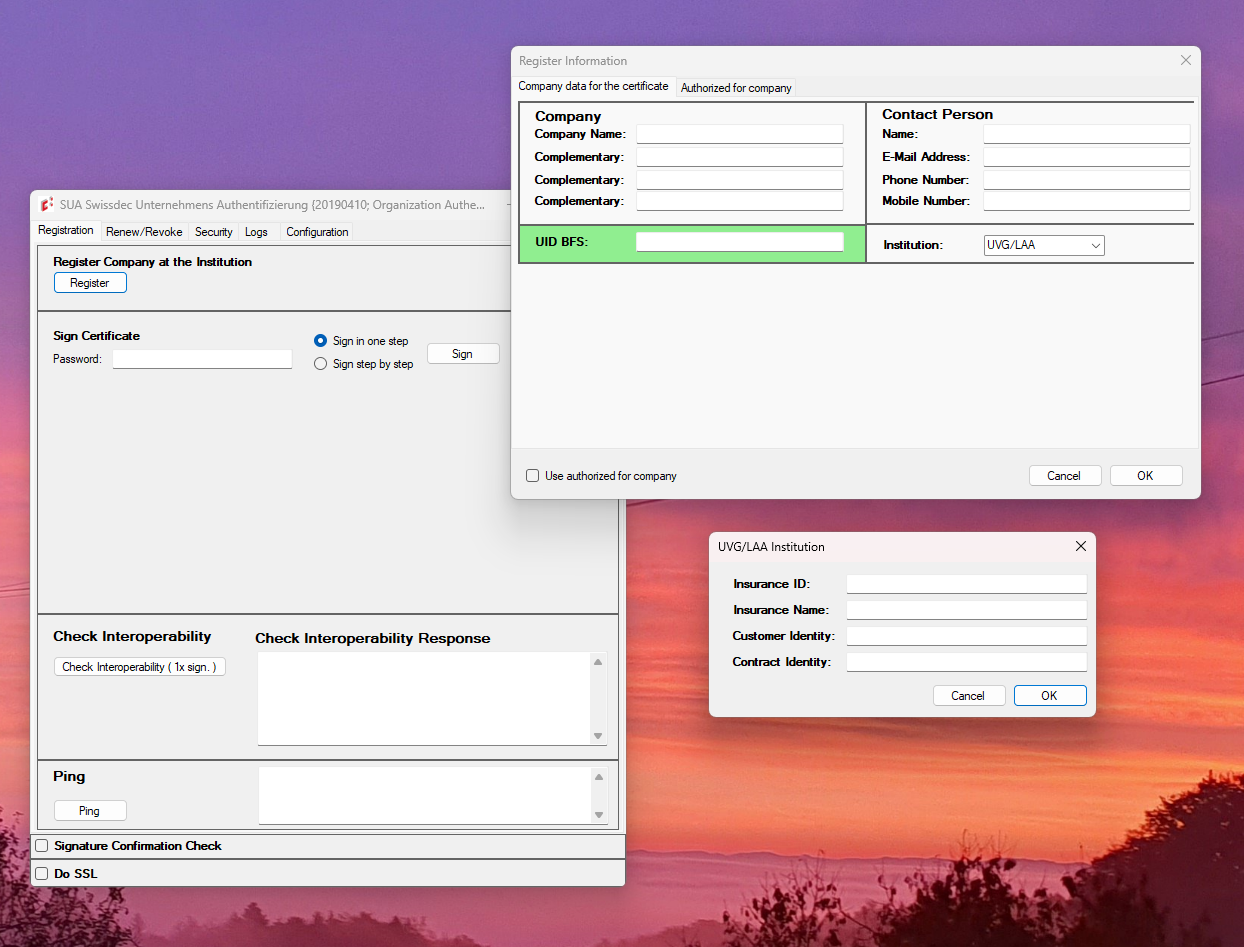 Register Information
Company data for the certificate
Authorized for company
Company
Company Name:
Complementary:
Complementary:
Complementary:
UID BFS:
Contact Person
Name:
E-Mail Address:
Phone Number:
Mobile Number:
Institution:
UVG/LAA
Use authorized for company
Cancel
OK
SUA Swissdec Unternehmens Authentifizierung (20190410; Organization Authe...
Registration
Renew/Revoke
Security
Logs
Configuration
Register Company at the Institution
Register
Sign Certificate
Password:
Sign in one step
Sign step by step
Sign
Check Interoperability
Check Interoperability ( 1x sign. )
Check Interoperability Response
Ping
Ping
Signature Confirmation Check
Do SSL
UVG/LAA Institution
Insurance ID:
Insurance Name:
Customer Identity:
Contract Identity:
Cancel
OK